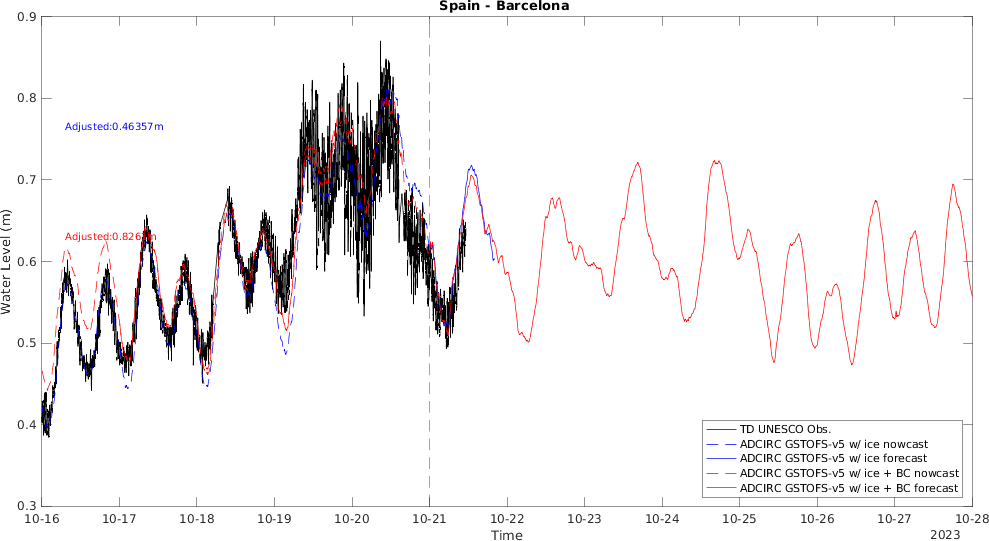 Spain - Barcelona
0.9
0.8
0.7
0.6
0.5
0.4
0.3
Water Level (m)
Adjusted:0.46357m
TD UNESCO Obs.
ADCIRC GSTOFS-v5 w/ ice nowcast
ADCIRC GSTOFS-v5 w/ ice forecast
ADCIRC GSTOFS-v5 w/ ice + BC nowcast
ADCIRC GSTOFS-v5 w/ ice + BC forecast
10-16 10-17 10-18 10-19 10-20 10-21 10-22 10-23 10-24 10-25 10-26 10-27 10-28
Time
2023